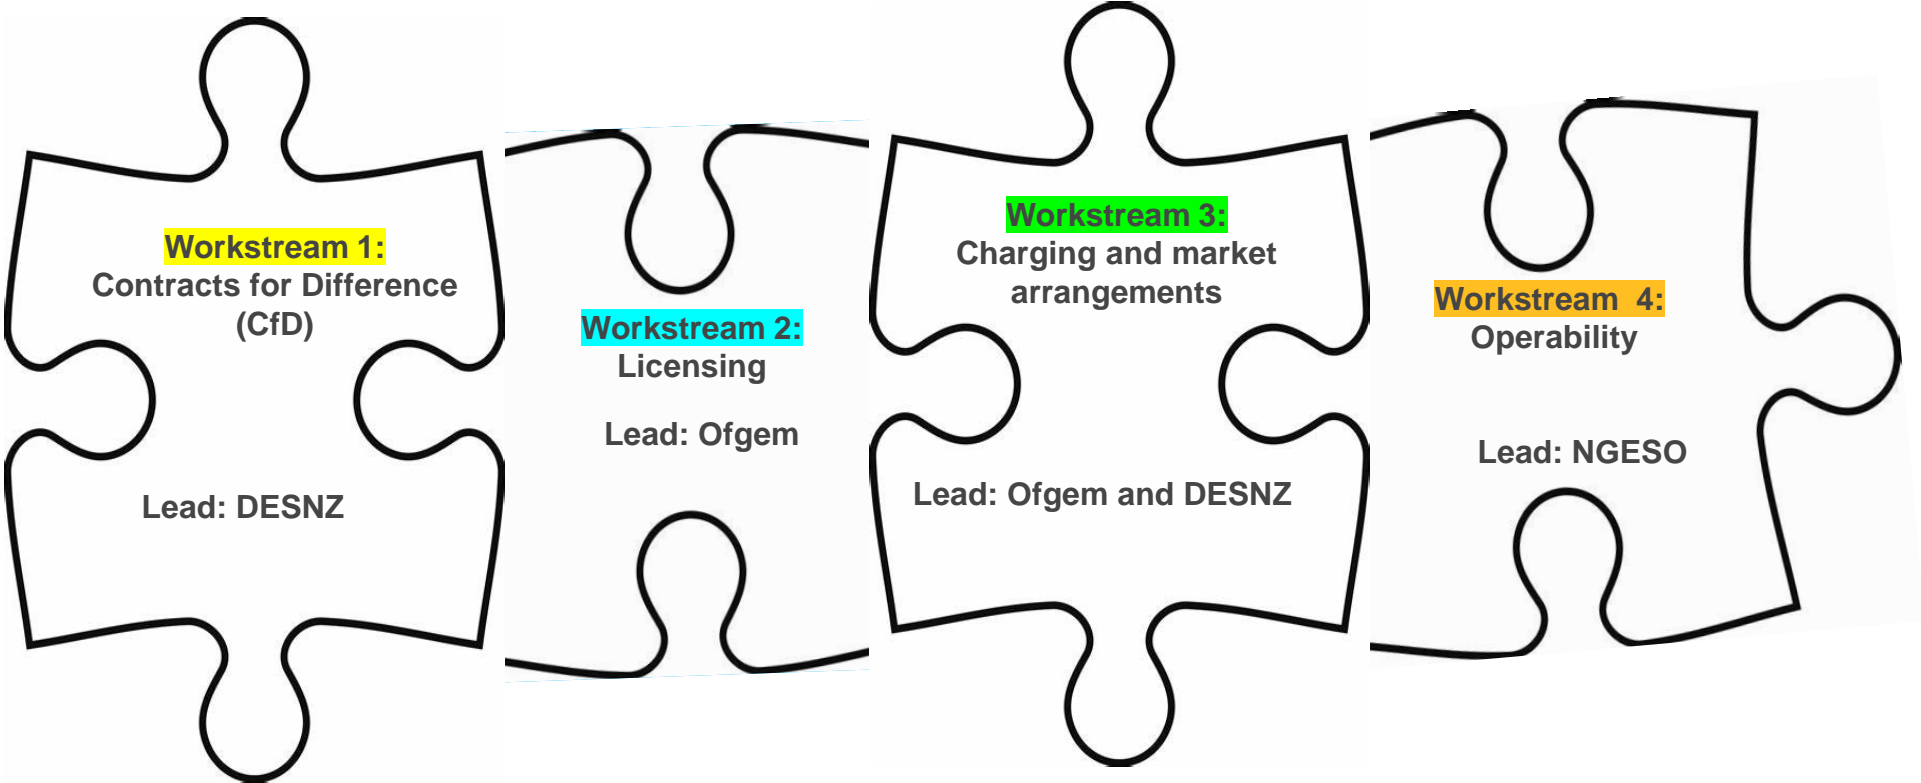 Workstream 1:
Contracts for Difference
(CfD)
Lead: DESNZ
Workstream 2:
Licensing
Lead: Ofgem
Workstream 3:
Charging and market
arrangements
Lead: Ofgem and DESNZ
Workstream  4:
Operability
Lead: NGESO